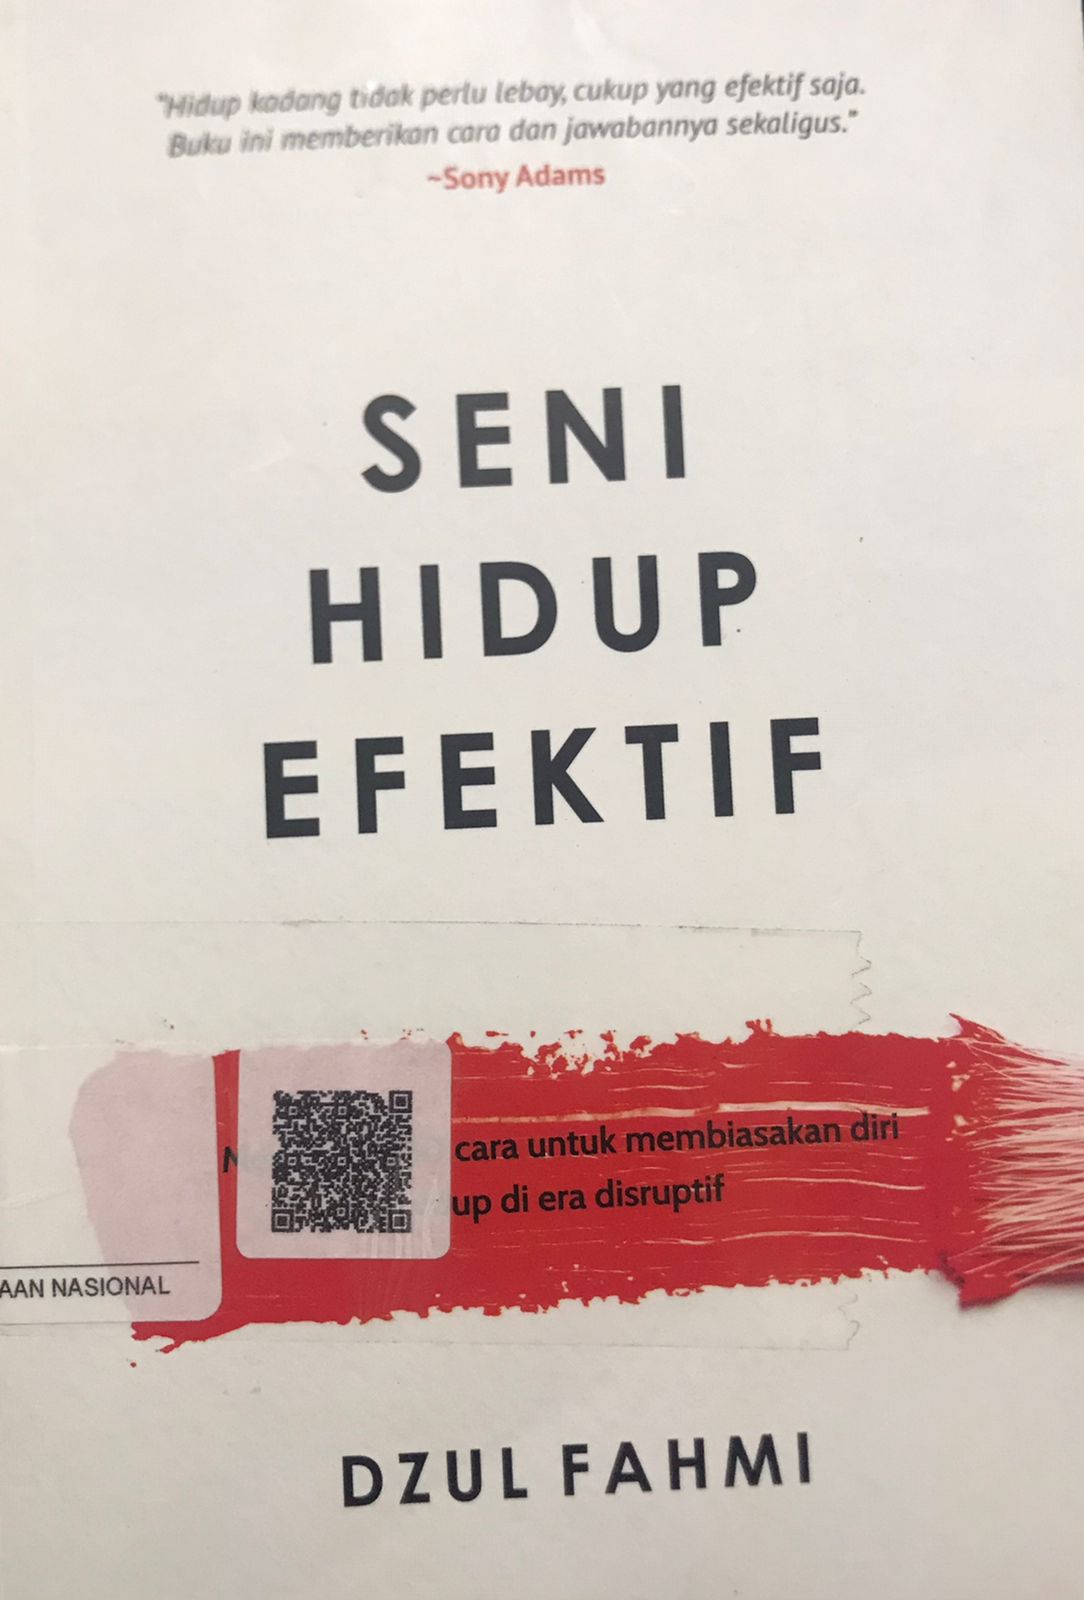 "Hidup kadang tidak perlu lebay, cukup yang efektif saja.
Buku ini memberikan cara dan jawabannya sekaligus."
~Sony Adams
SENI
HIDUP
EFEKTIF
cara untuk membiasakan diri
up di era disruptif
AAN NASIONAL
DZUL FAHMI